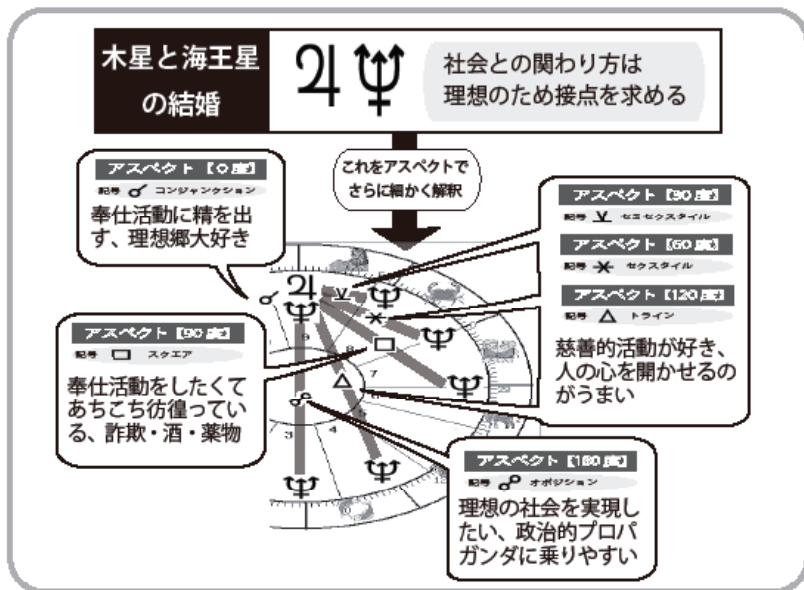 木星と海王星
の結婚
♃ ♆
社会との関わり方は
理想のため接点を求める
これをアスペクトで
さらに細かく解釈
アスペクト【0度】
記号 ☌ コンジャンクション
奉仕活動に精を出
す、理想郷大好き
アスペクト【30度】
記号 ⚺ セミセクスタイル
アスペクト【60度】
記号 ⚹ セクスタイル
アスペクト【120度】
記号 △ トライン
慈善的活動が好き、
人の心を開かせるの
がうまい
アスペクト【90度】
記号 □ スクエア
奉仕活動をしたくて
あちこち彷徨ってい
る、詐欺・酒・薬物
アスペクト【180度】
記号 ☍ オポジション
理想の社会を実現し
たい、政治的プロパ
ガンダに乗りやすい